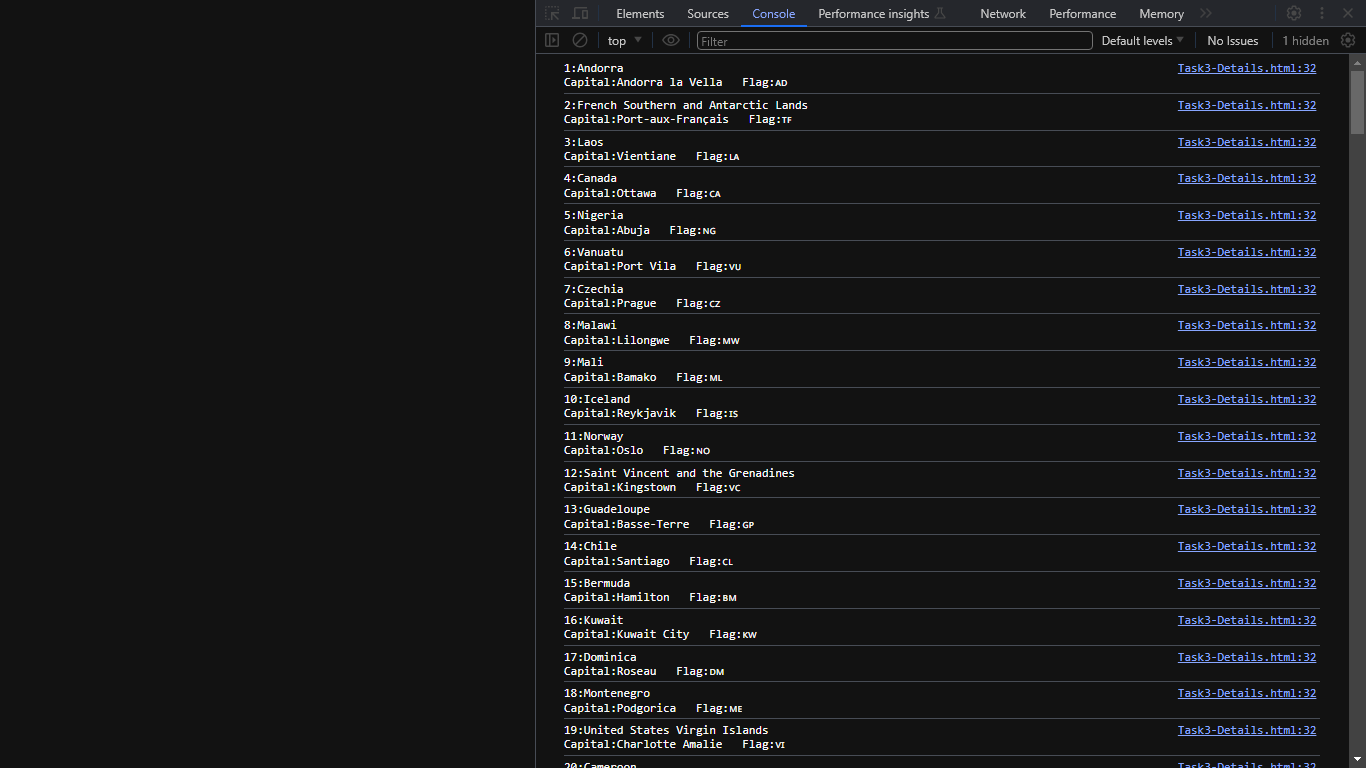 Elements Sources Console Performance insights Network Performance Memory
top Filter Default levels No Issues 1 hidden
1:Andorra Task3-Details.html:32
Capital:Andorra la Vella Flag:AD
2:French Southern and Antarctic Lands Task3-Details.html:32
Capital:Port-aux-Français Flag:TF
3:Laos Task3-Details.html:32
Capital:Vientiane Flag:LA
4:Canada Task3-Details.html:32
Capital:Ottawa Flag:CA
5:Nigeria Task3-Details.html:32
Capital:Abuja Flag:NG
6:Vanuatu Task3-Details.html:32
Capital:Port Vila Flag:VU
7:Czechia Task3-Details.html:32
Capital:Prague Flag:CZ
8:Malawi Task3-Details.html:32
Capital:Lilongwe Flag:MW
9:Mali Task3-Details.html:32
Capital:Bamako Flag:ML
10:Iceland Task3-Details.html:32
Capital:Reykjavik Flag:IS
11:Norway Task3-Details.html:32
Capital:Oslo Flag:NO
12:Saint Vincent and the Grenadines Task3-Details.html:32
Capital:Kingstown Flag:VC
13:Guadeloupe Task3-Details.html:32
Capital:Basse-Terre Flag:GP
14:Chile Task3-Details.html:32
Capital:Santiago Flag:CL
15:Bermuda Task3-Details.html:32
Capital:Hamilton Flag:BM
16:Kuwait Task3-Details.html:32
Capital:Kuwait City Flag:KW
17:Dominica Task3-Details.html:32
Capital:Roseau Flag:DM
18:Montenegro Task3-Details.html:32
Capital:Podgorica Flag:ME
19:United States Virgin Islands Task3-Details.html:32
Capital:Charlotte Amalie Flag:VI
20:Cameroon Task3-Details.html:32